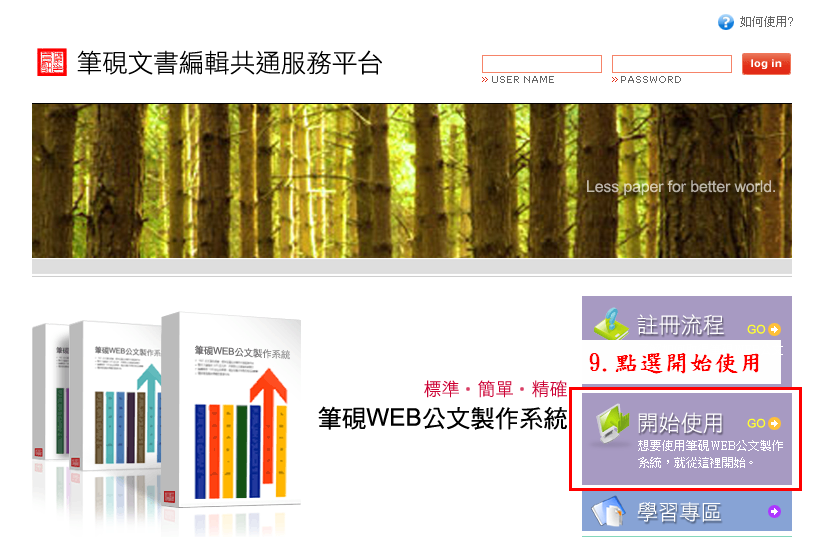 如何使用?
筆硯文書編輯共通服務平台
log in
USER NAME
PASSWORD
Less paper for better world.
註冊流程
GO
9.點選開始使用
標準・簡單・精確
筆硯WEB公文製作系統
開始使用
GO
想要使用筆硯WEB公文製作
系統，就從這裡開始。
學習專區
筆硯WEB公文製作系統
筆硯WEB公文製作系